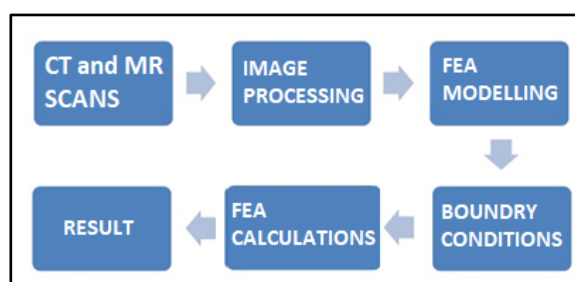 CT and MR
SCANS
IMAGE
PROCESSING
FEA
MODELLING
BOUNDRY
CONDITIONS
FEA
CALCULATIONS
RESULT